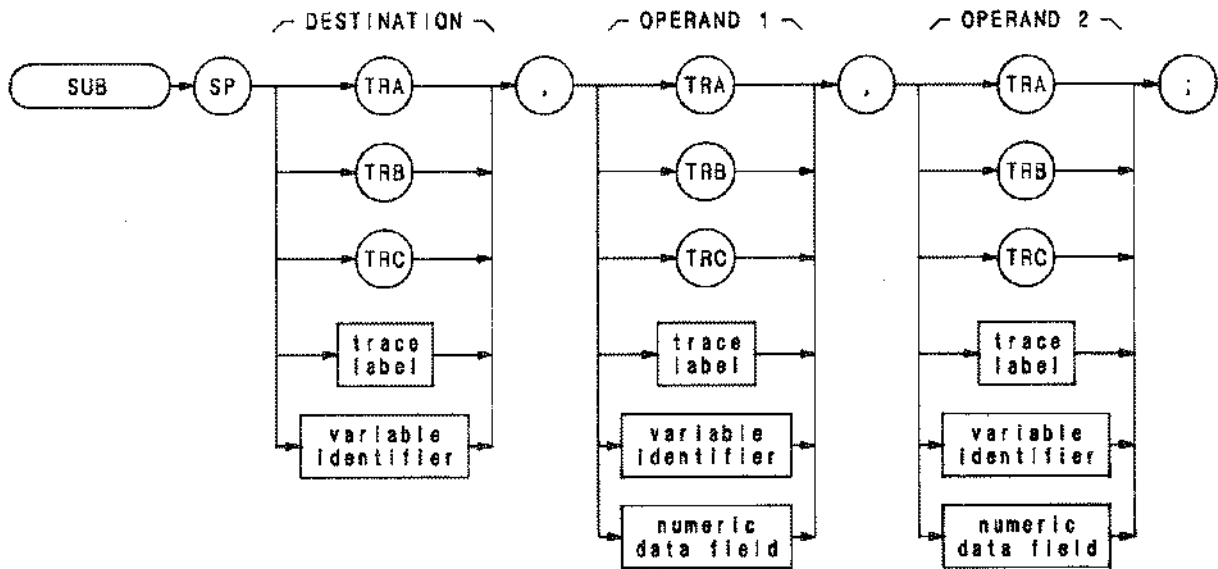 DESTINATION OPERAND 1 OPERAND 2
SUB SP TRA , TRA , TRA ;
TRB TRB TRB
TRC TRC TRC
trace trace trace
label label label
variable variable variable
identifier identifier identifier
numeric numeric
data field data field